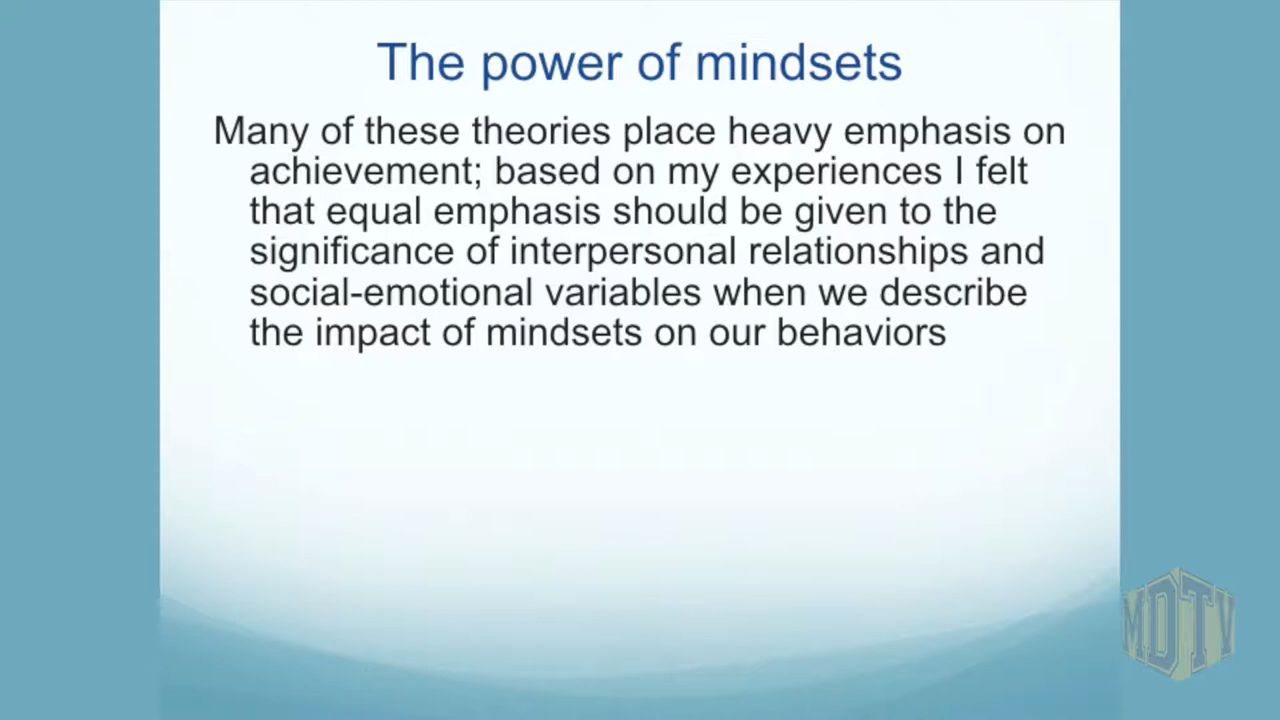 The power of mindsets
Many of these theories place heavy emphasis on
achievement; based on my experiences I felt
that equal emphasis should be given to the
significance of interpersonal relationships and
social-emotional variables when we describe
the impact of mindsets on our behaviors
MDTV